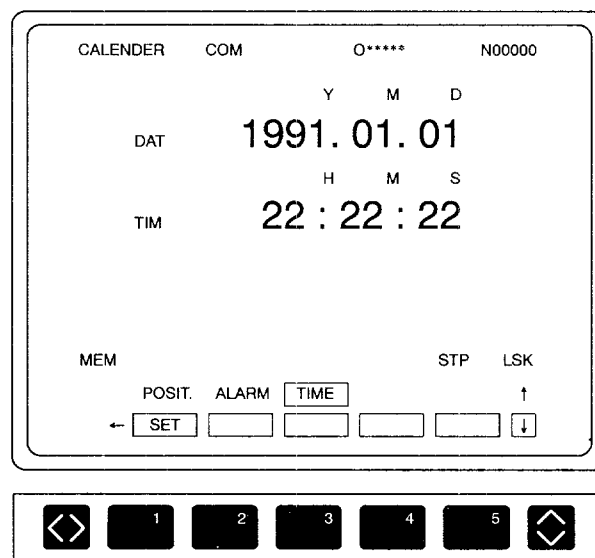 CALENDER COM O***** N00000
Y M D
DAT 1991. 01. 01
H M S
TIM 22 : 22 : 22
MEM STP LSK
POSIT. ALARM TIME ↑
← SET ↓
1 2 3 4 5